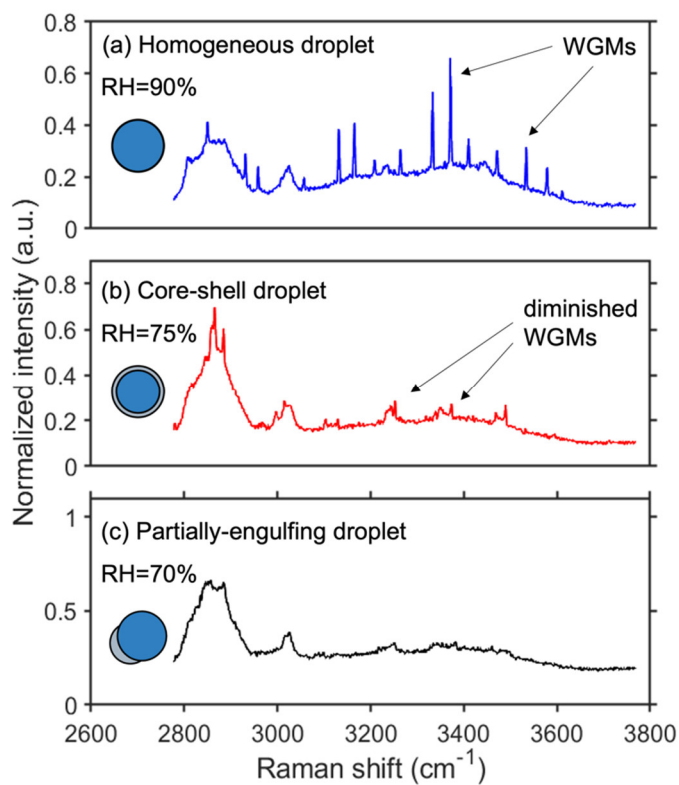 0.8
(a) Homogeneous droplet
WGMs
RH=90%
0.6
0.4
0.2
0
0.8
(b) Core-shell droplet
RH=75%
diminished
WGMs
0.6
0.4
0.2
0
1
(c) Partially-engulfing droplet
RH=70%
0.5
0
2600 2800 3000 3200 3400 3600 3800
Raman shift (cm⁻¹)
Normalized intensity (a.u.)